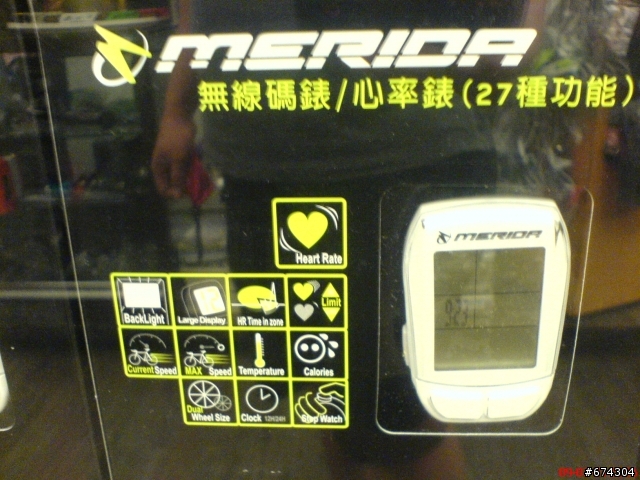 MERIDA
無線碼錶/心率錶(27種功能)
Heart Rate
BackLight
Large Display
HR Time in zone
Limit
Current Speed
MAX Speed
Temperature
Calories
Dual
Wheel Size
Clock 12H/24H
Stop Watch
MERIDA
#674304